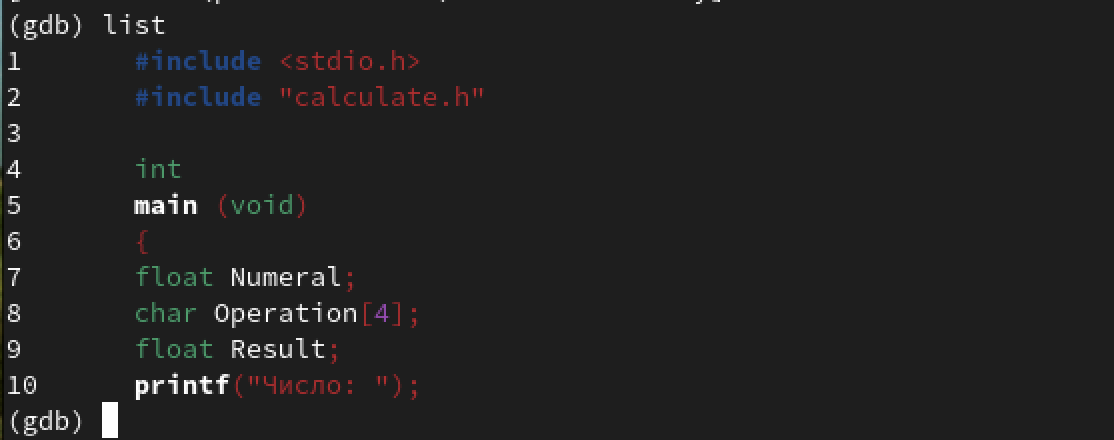 (gdb) list
1 #include <stdio.h>
2 #include "calculate.h"
3
4 int
5 main (void)
6 {
7 float Numeral;
8 char Operation[4];
9 float Result;
10 printf("Число: ");
(gdb)